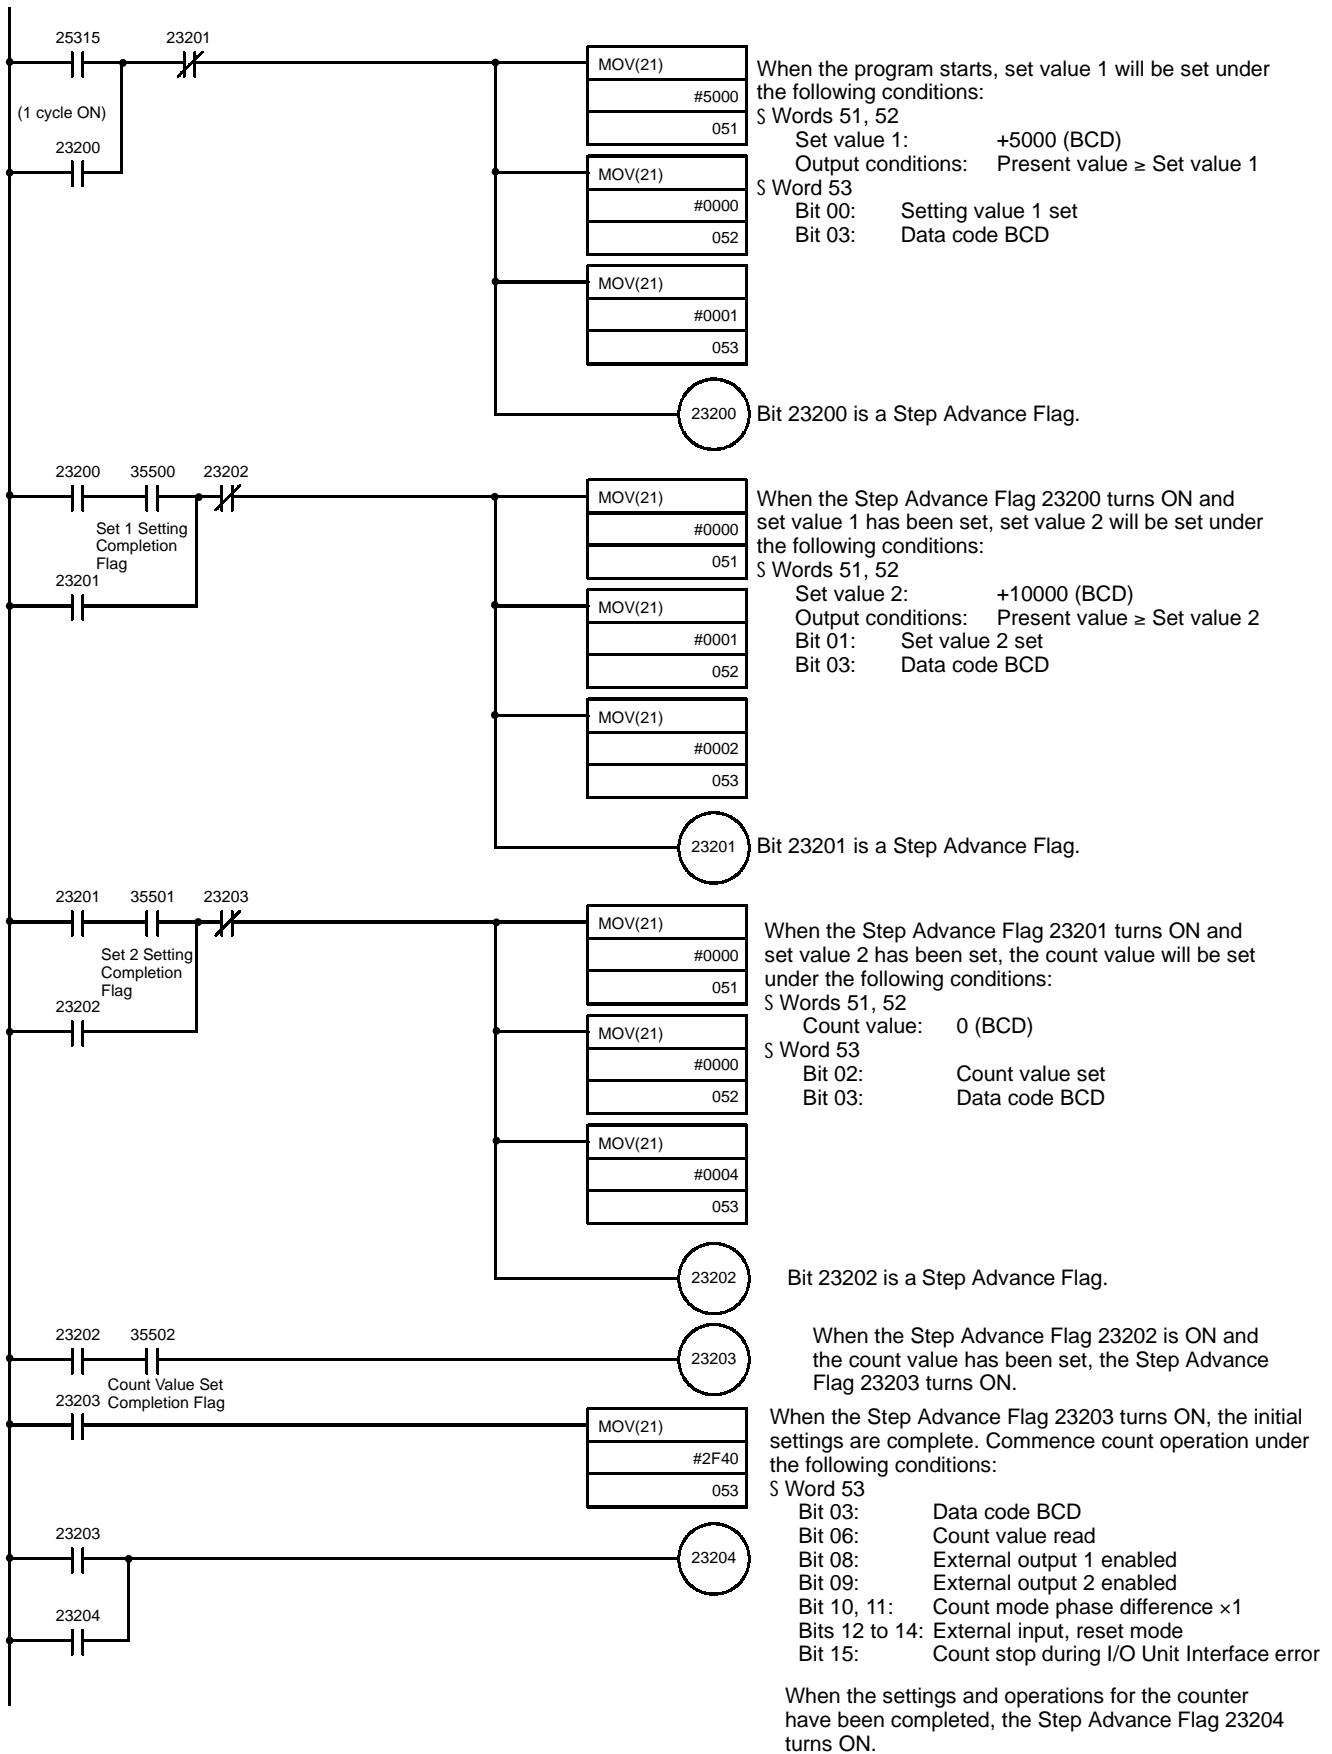 25315 23201
(1 cycle ON)
23200
MOV(21)
#5000
051
MOV(21)
#0000
052
MOV(21)
#0001
053
23200
When the program starts, set value 1 will be set under
the following conditions:
S Words 51, 52
Set value 1: +5000 (BCD)
Output conditions: Present value ≥ Set value 1
S Word 53
Bit 00: Setting value 1 set
Bit 03: Data code BCD
Bit 23200 is a Step Advance Flag.
23200 35500 23202
Set 1 Setting
Completion
Flag
23201
MOV(21)
#0000
051
MOV(21)
#0001
052
MOV(21)
#0002
053
23201
When the Step Advance Flag 23200 turns ON and
set value 1 has been set, set value 2 will be set under
the following conditions:
S Words 51, 52
Set value 2: +10000 (BCD)
Output conditions: Present value ≥ Set value 2
Bit 01: Set value 2 set
Bit 03: Data code BCD
Bit 23201 is a Step Advance Flag.
23201 35501 23203
Set 2 Setting
Completion
Flag
23202
MOV(21)
#0000
051
MOV(21)
#0000
052
MOV(21)
#0004
053
23202
When the Step Advance Flag 23201 turns ON and
set value 2 has been set, the count value will be set
under the following conditions:
S Words 51, 52
Count value: 0 (BCD)
S Word 53
Bit 02: Count value set
Bit 03: Data code BCD
Bit 23202 is a Step Advance Flag.
23202 35502
Count Value Set
Completion Flag
23203
When the Step Advance Flag 23202 is ON and
the count value has been set, the Step Advance
Flag 23203 turns ON.
23203
MOV(21)
#2F40
053
When the Step Advance Flag 23203 turns ON, the initial
settings are complete. Commence count operation under
the following conditions:
S Word 53
Bit 03: Data code BCD
Bit 06: Count value read
Bit 08: External output 1 enabled
Bit 09: External output 2 enabled
Bit 10, 11: Count mode phase difference ×1
Bits 12 to 14: External input, reset mode
Bit 15: Count stop during I/O Unit Interface error
23203
23204
23204
When the settings and operations for the counter
have been completed, the Step Advance Flag 23204
turns ON.